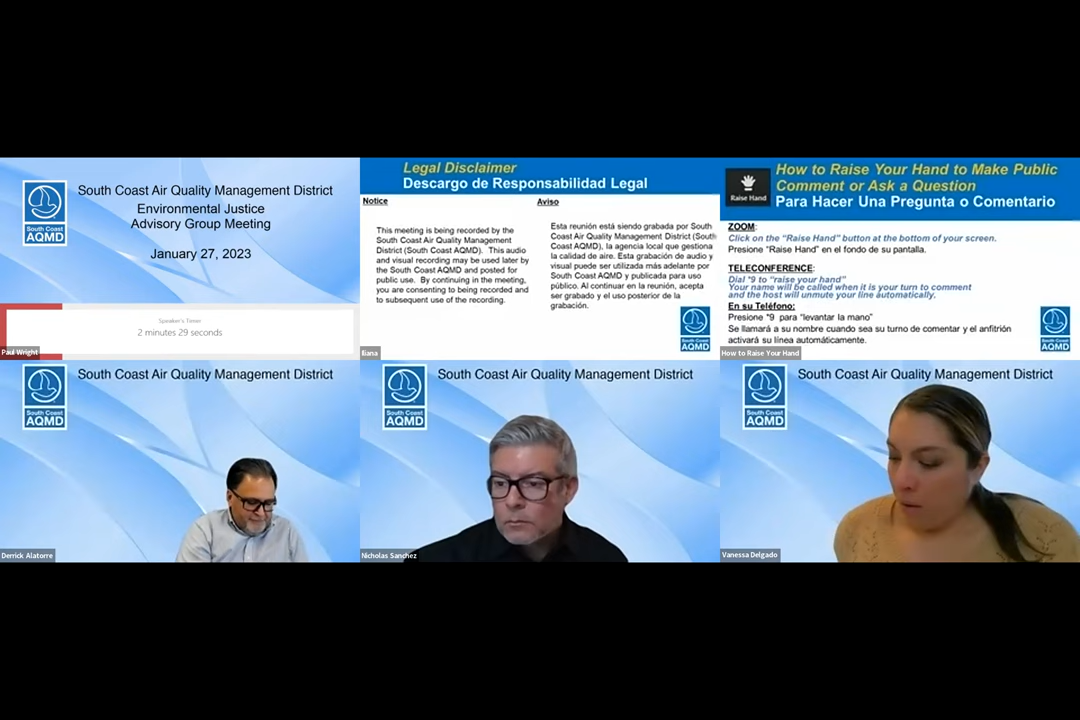 South Coast Air Quality Management District
Environmental Justice
Advisory Group Meeting
January 27, 2023
South Coast
AQMD
Speaker's Timer
2 minutes 29 seconds
Paul Wright
Legal Disclaimer
Descargo de Responsabilidad Legal
Notice
This meeting is being recorded by the
South Coast Air Quality Management
District (South Coast AQMD). This audio
and visual recording may be used later by
the South Coast AQMD and posted for
public use. By continuing in the meeting,
you are consenting to being recorded and
to subsequent use of the recording.
Aviso
Esta reunión está siendo grabada por South
Coast Air Quality Management District (South
Coast AQMD), la agencia local que gestiona
la calidad de aire. Esta grabación de audio y
visual puede ser utilizada más adelante por
South Coast AQMD y publicada para uso
público. Al continuar en la reunión, acepta
ser grabado y el uso posterior de la
grabación.
South Coast
AQMD
Iliana
Raise Hand
How to Raise Your Hand to Make Public
Comment or Ask a Question
Para Hacer Una Pregunta o Comentario
ZOOM:
Click on the "Raise Hand" button at the bottom of your screen.
Presione "Raise Hand" en el fondo de su pantalla.
TELECONFERENCE:
Dial *9 to "raise your hand"
Your name will be called when it is your turn to comment
and the host will unmute your line automatically.
En su Teléfono:
Presione *9 para "levantar la mano"
Se llamará a su nombre cuando sea su turno de comentar y el anfitrión
activará su línea automáticamente.
South Coast
AQMD
How to Raise Your Hand
South Coast Air Quality Management District
South Coast
AQMD
Derrick Alatorre
South Coast Air Quality Management District
South Coast
AQMD
Nicholas Sanchez
South Coast Air Quality Management District
South Coast
AQMD
Vanessa Delgado